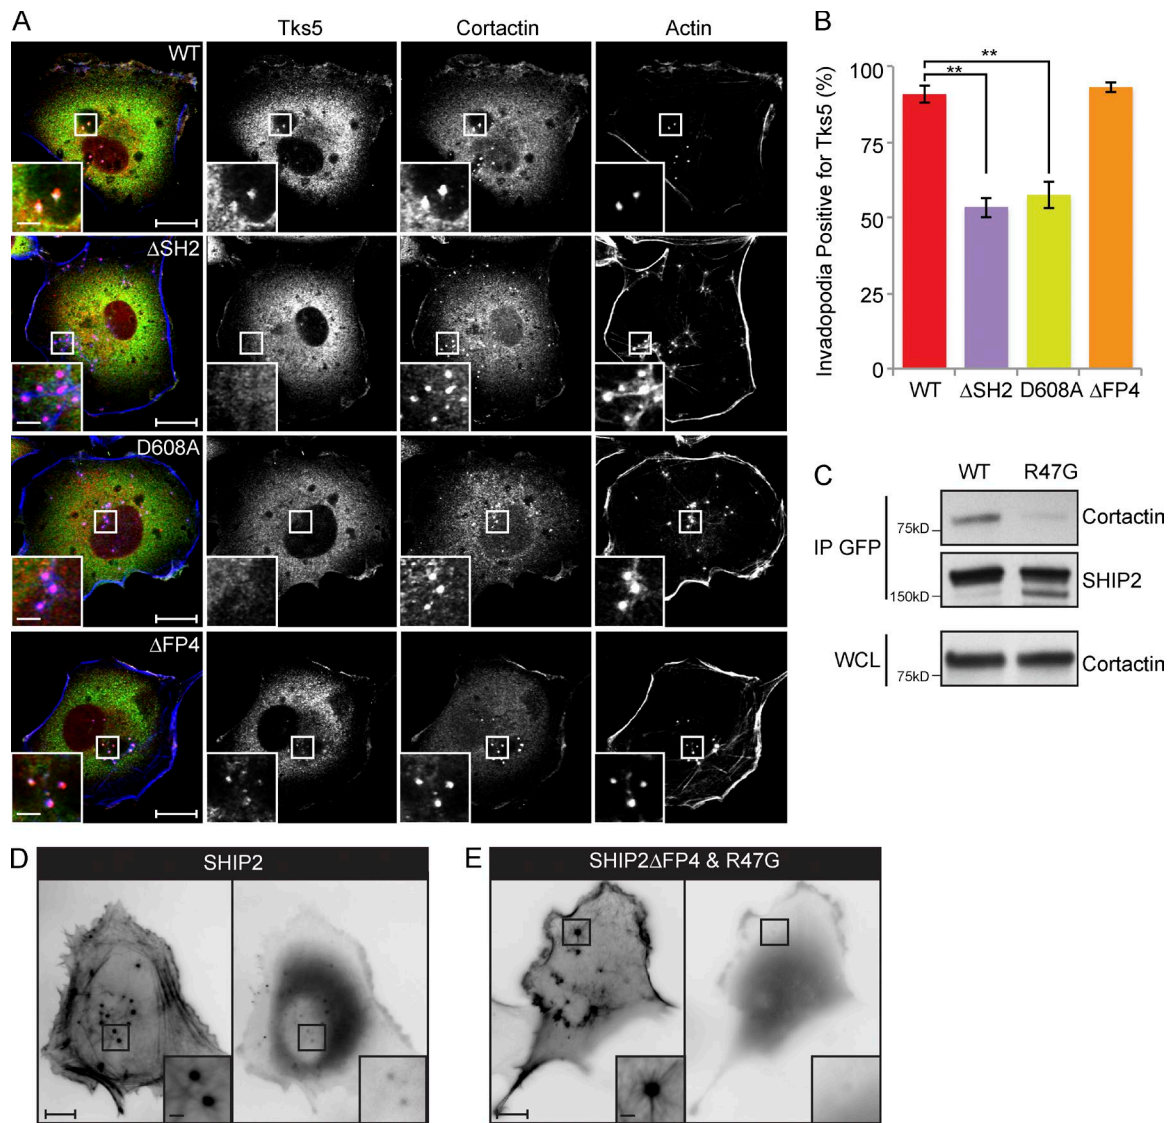 A
Tks5
Cortactin
Actin
WT
ΔSH2
D608A
ΔFP4
B
Invadopodia Positive for Tks5 (%)
100
75
50
25
0
**
**
WT
ΔSH2
D608A
ΔFP4
C
WT
R47G
IP GFP
75kD
Cortactin
150kD
SHIP2
WCL
75kD
Cortactin
D
SHIP2
E
SHIP2ΔFP4 & R47G